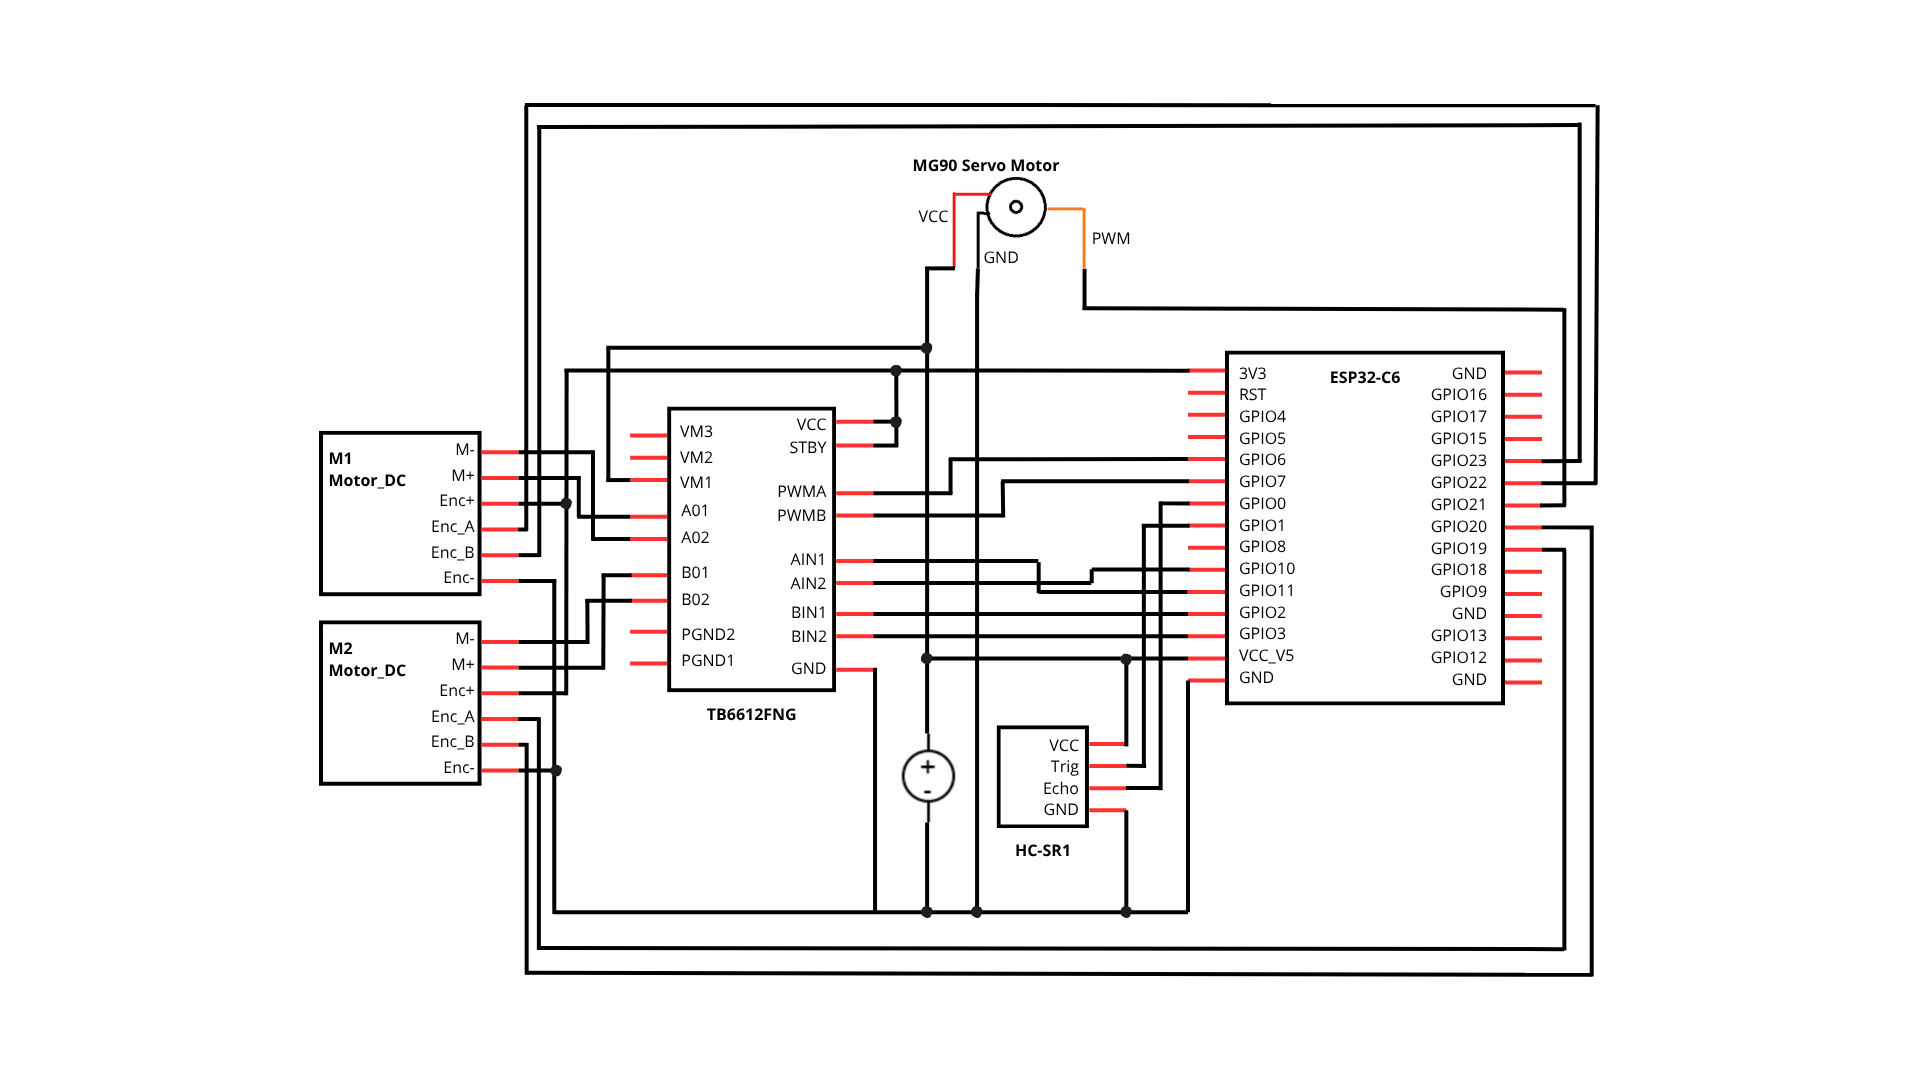 MG90 Servo Motor
VCC
GND
PWM
M1
Motor_DC
M-
M+
Enc+
Enc_A
Enc_B
Enc-
M2
Motor_DC
M-
M+
Enc+
Enc_A
Enc_B
Enc-
VM3
VM2
VM1
A01
A02
B01
B02
PGND2
PGND1
VCC
STBY
PWMA
PWMB
AIN1
AIN2
BIN1
BIN2
GND
TB6612FNG
+
-
VCC
Trig
Echo
GND
HC-SR1
ESP32-C6
3V3
RST
GPIO4
GPIO5
GPIO6
GPIO7
GPIO0
GPIO1
GPIO8
GPIO10
GPIO11
GPIO2
GPIO3
VCC_V5
GND
GND
GPIO16
GPIO17
GPIO15
GPIO23
GPIO22
GPIO21
GPIO20
GPIO19
GPIO18
GPIO9
GND
GPIO13
GPIO12
GND